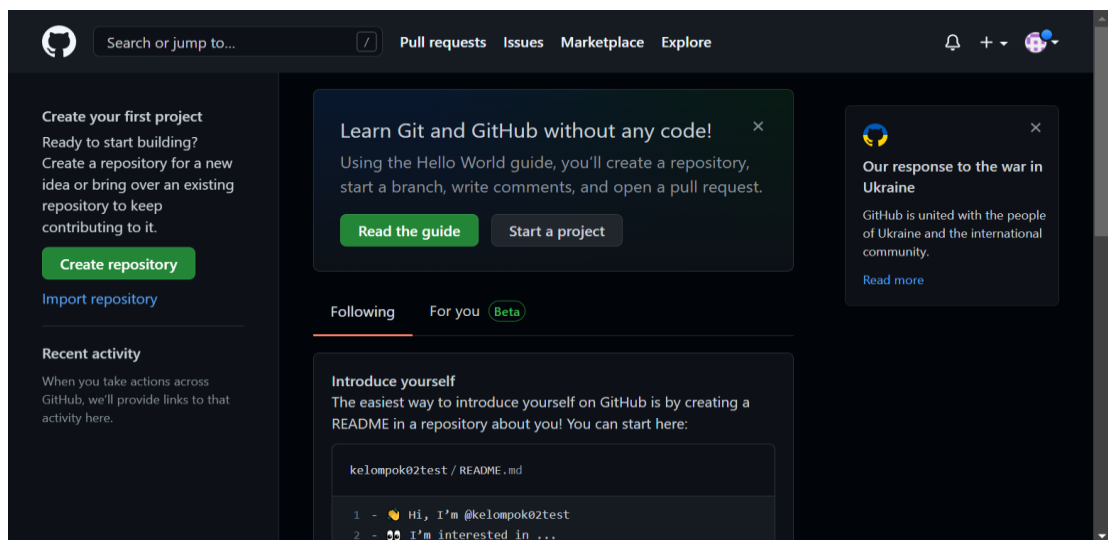 Search or jump to...
/
Pull requests Issues Marketplace Explore
Create your first project
Ready to start building?
Create a repository for a new
idea or bring over an existing
repository to keep
contributing to it.
Create repository
Import repository
Recent activity
When you take actions across
GitHub, we’ll provide links to that
activity here.
Learn Git and GitHub without any code!
Using the Hello World guide, you’ll create a repository,
start a branch, write comments, and open a pull request.
Read the guide Start a project
Following For you Beta
Introduce yourself
The easiest way to introduce yourself on GitHub is by creating a
README in a repository about you! You can start here:
kelompok02test / README.md
1 - 👋 Hi, I’m @kelompok02test
2 - 👀 I’m interested in ...
Our response to the war in
Ukraine
GitHub is united with the people
of Ukraine and the international
community.
Read more